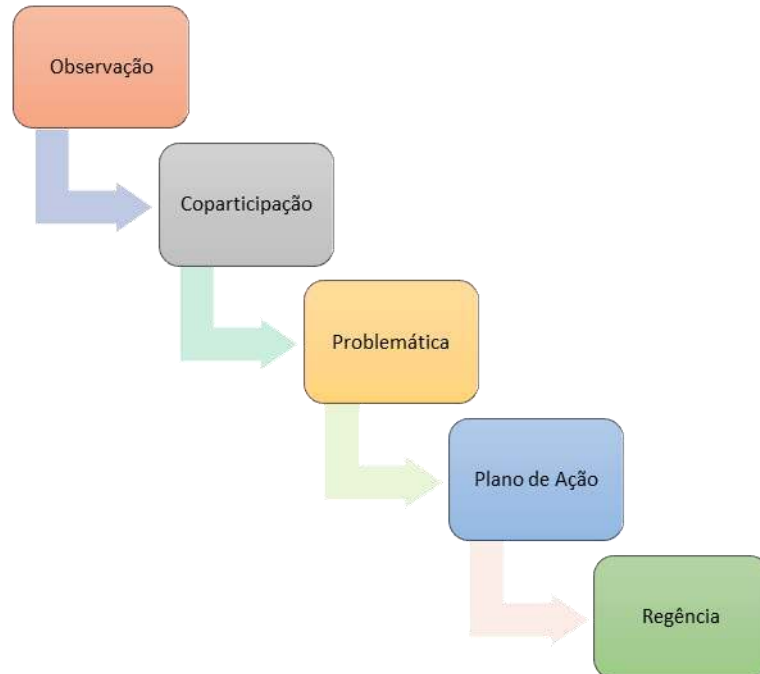 Observação
Coparticipação
Problemática
Plano de Ação
Regência